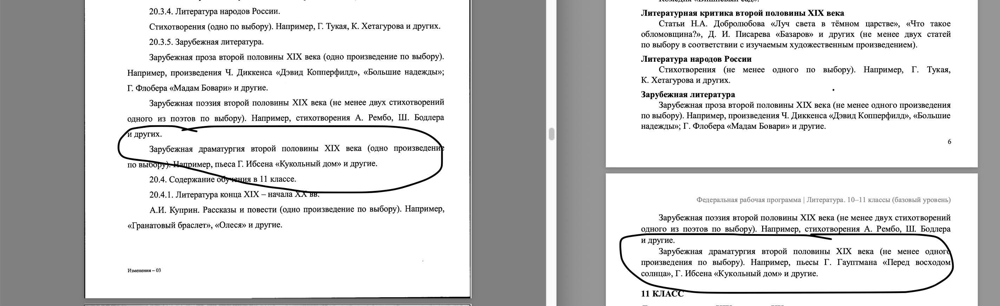 20.3.4. Литература народов России.
Стихотворения (одно по выбору). Например, Г. Тукая, К. Хетагурова и других.
20.3.5. Зарубежная литература.
Зарубежная проза второй половины XIX века (одно произведение по выбору).
Например, произведения Ч. Диккенса «Дэвид Копперфилд», «Большие надежды»;
Г. Флобера «Мадам Бовари» и другие.
Зарубежная поэзия второй половины XIX века (не менее двух стихотворений
одного из поэтов по выбору). Например, стихотворения А. Рембо, Ш. Бодлера
и других.
Зарубежная драматургия второй половины XIX века (одно произведение
по выбору). Например, пьеса Г. Ибсена «Кукольный дом» и другие.
20.4. Содержание обучения в 11 классе.
20.4.1. Литература конца XIX – начала XX вв.
А.И. Куприн. Рассказы и повести (одно произведение по выбору). Например,
«Гранатовый браслет», «Олеся» и другие.
Изменения – 03
Комедия «Вишнёвый сад».
Литературная критика второй половины XIX века
Статьи Н.А. Добролюбова «Луч света в тёмном царстве», «Что такое
обломовщина?», Д. И. Писарева «Базаров» и других (не менее двух статей
по выбору в соответствии с изучаемым художественным произведением).
Литература народов России
Стихотворения (не менее одного по выбору). Например, Г. Тукая,
К. Хетагурова и других.
Зарубежная литература
Зарубежная проза второй половины XIX века (не менее одного произведения
по выбору). Например, произведения Ч. Диккенса «Дэвид Копперфилд», «Большие
надежды»; Г. Флобера «Мадам Бовари» и другие.
6
Федеральная рабочая программа | Литература. 10–11 классы (базовый уровень)
Зарубежная поэзия второй половины XIX века (не менее двух стихотворений
одного из поэтов по выбору). Например, стихотворения А. Рембо, Ш. Бодлера
и другие.
Зарубежная драматургия второй половины XIX века (не менее одного
произведения по выбору). Например, пьесы Г. Гауптмана «Перед восходом
солнца», Г. Ибсена «Кукольный дом» и другие.
11 КЛАСС